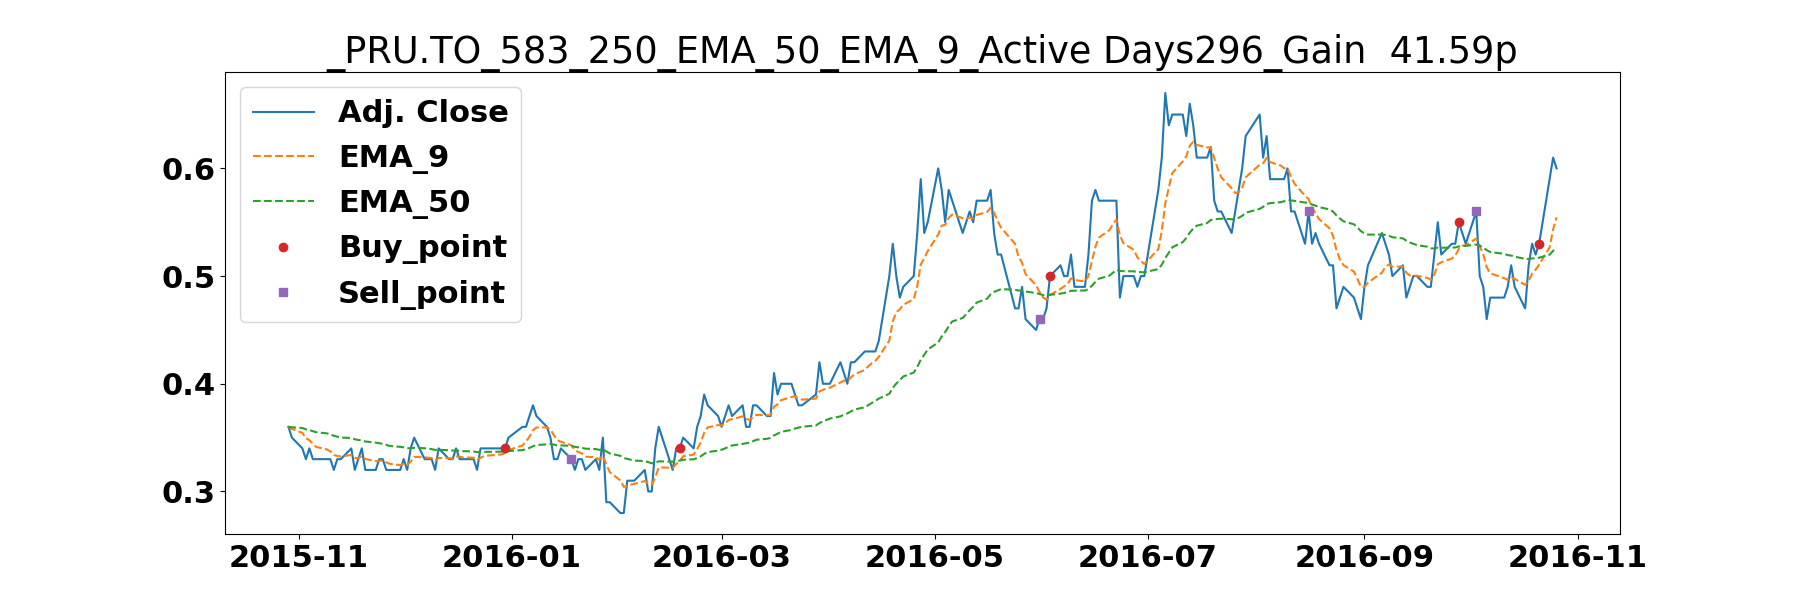 _PRU.TO_583_250_EMA_50_EMA_9_Active Days296_Gain  41.59p
Adj. Close
EMA_9
EMA_50
Buy_point
Sell_point
0.6
0.5
0.4
0.3
2015-11
2016-01
2016-03
2016-05
2016-07
2016-09
2016-11